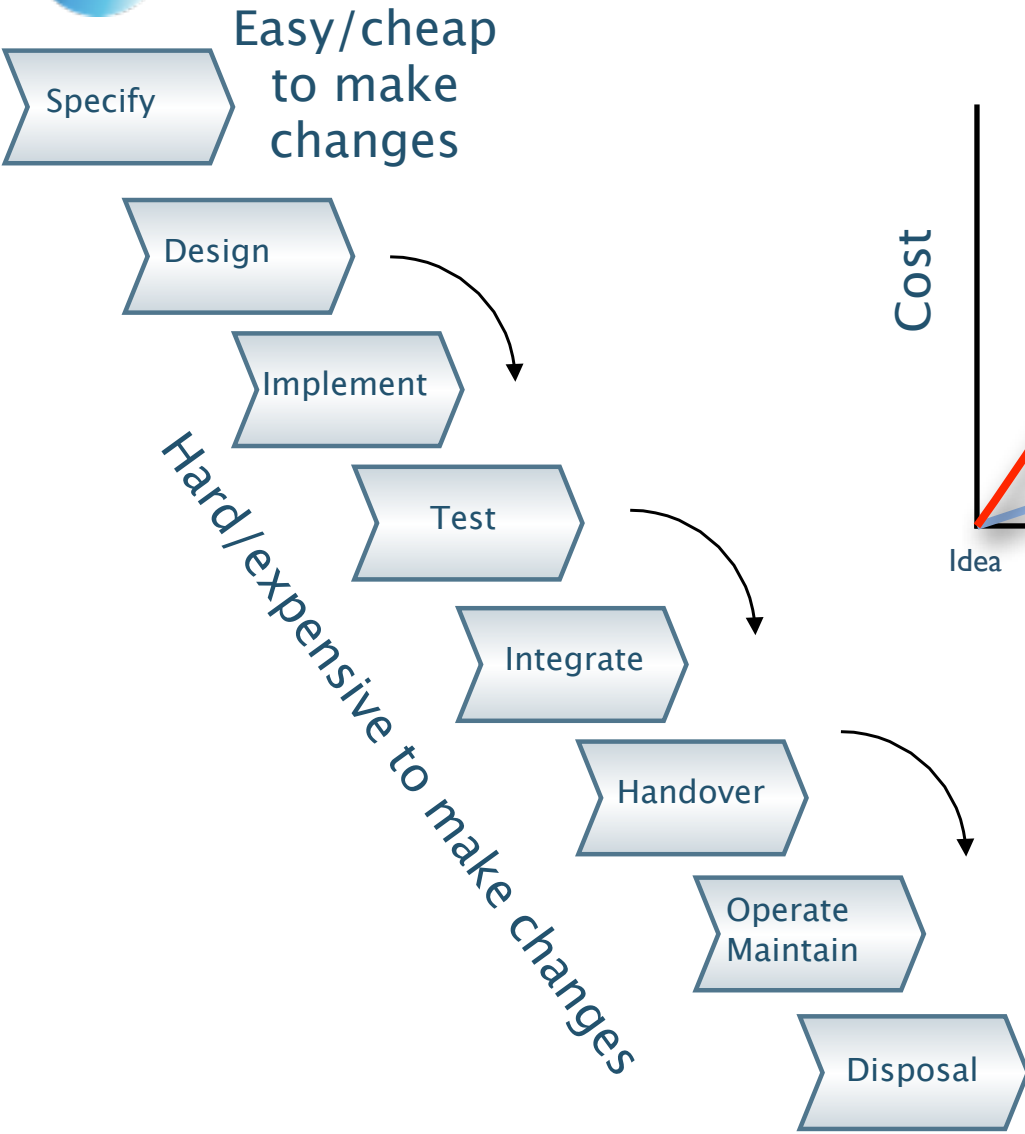 Easy/cheap
to make
changes
Specify
Design
Implement
Test
Integrate
Handover
Operate
Maintain
Disposal
Hard/expensive to make changes
Cost
Idea